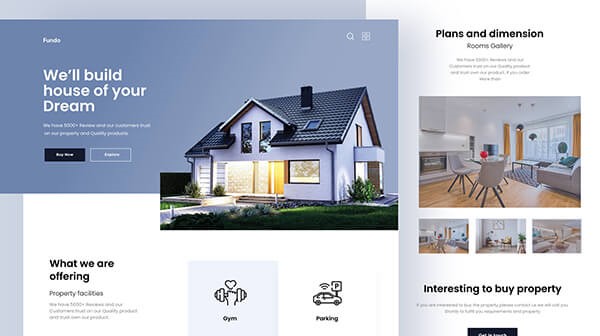 Fundo
We'll build
house of your
Dream
We have 5000+ Review and our customers trust
on our property and Quality products
Buy Now
Explore
What we are
offering
Property facilities
We have 5000+ Reviews and our
Customers trust on our Quality product
and trust own our product.
Gym
P
Parking
Plans and dimension
Rooms Gallery
We Have 5000+ Reviews and our
Customers trust on our Quality product
and trust own our product, if you order
More than
Interesting to buy property
If you are interested to buy the property please contact us we will call you
Shortly to fulfil you requirements and property
Get in touch